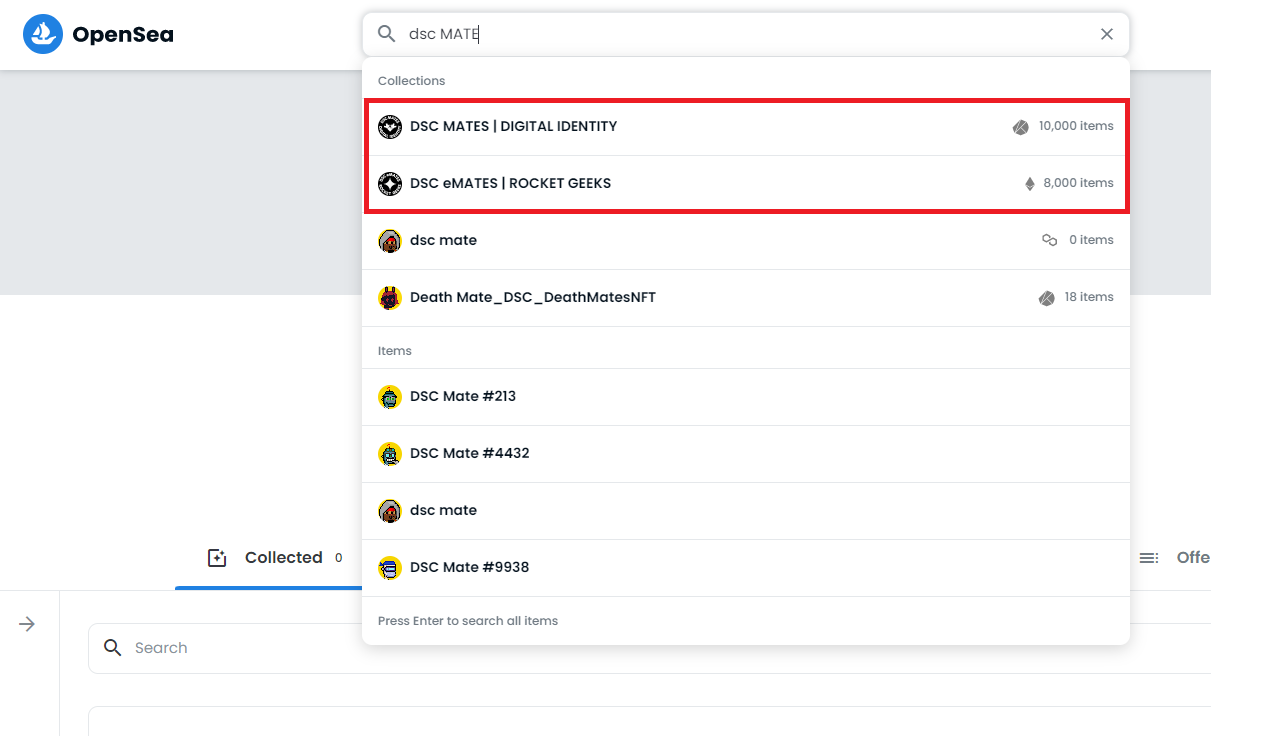 OpenSea
dsc MATE
Collections
DSC MATES | DIGITAL IDENTITY 10,000 items
DSC eMATES | ROCKET GEEKS 8,000 items
dsc mate 0 items
Death Mate_DSC_DeathMatesNFT 18 items
Items
DSC Mate #213
DSC Mate #4432
dsc mate
DSC Mate #9938
Collected 0 Offe
Press Enter to search all items
Search